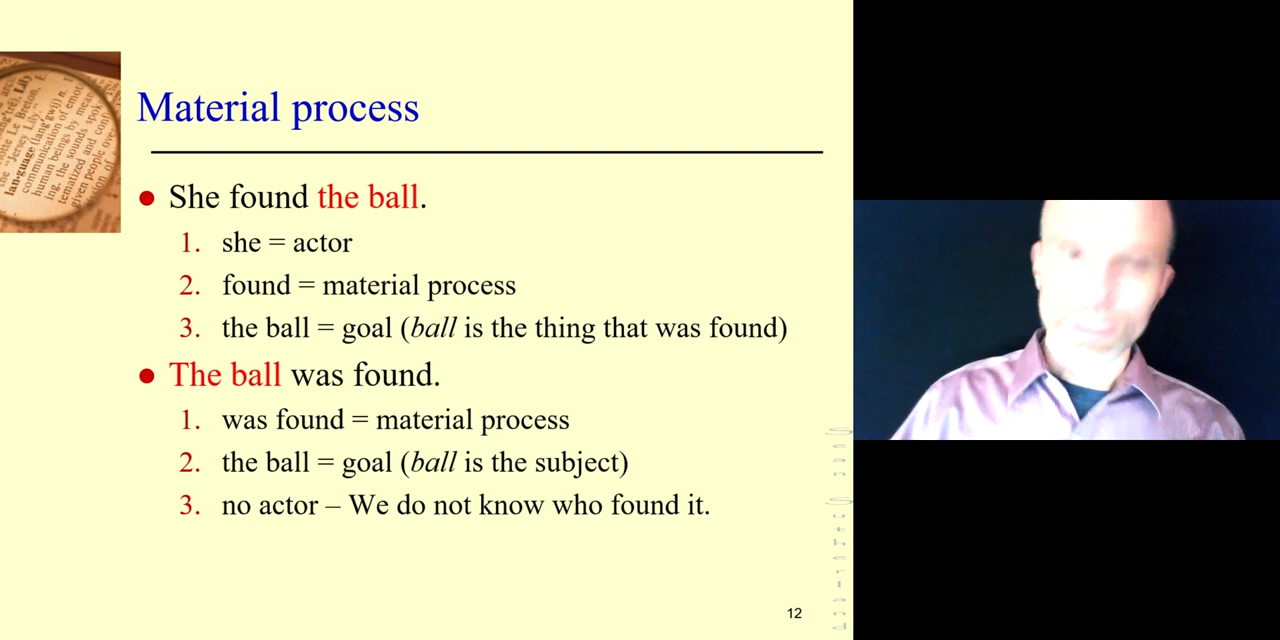 Material process
● She found the ball.
1. she = actor
2. found = material process
3. the ball = goal (ball is the thing that was found)
● The ball was found.
1. was found = material process
2. the ball = goal (ball is the subject)
3. no actor – We do not know who found it.
12